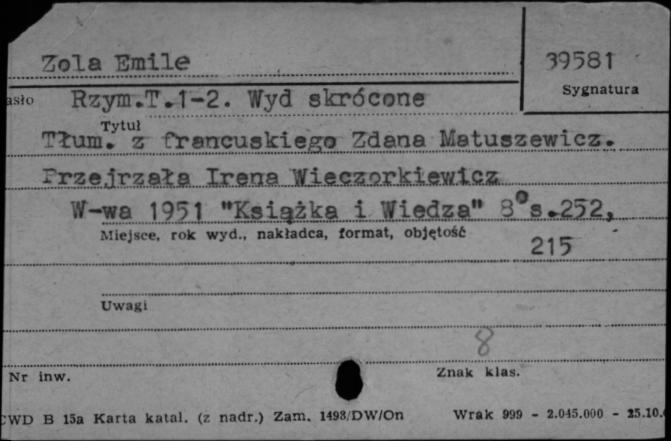 Zola Emile
39581
Sygnatura
asło Rzym.T.1-2. Wyd skrócone
Tytuł
Tłum. z francuskiego Zdana Matuszewicz.
Przejrzała Irena Wieczorkiewicz
W-wa 1951 "Książka i Wiedza" 8° s.252,
Miejsce, rok wyd., nakładca, format, objętość
215
Uwagi
8
Nr inw.
Znak klas.
CWD B 15a Karta katal. (z nadr.) Zam. 1498/DW/On Wrak 999 - 2.045.000 - 25.10.